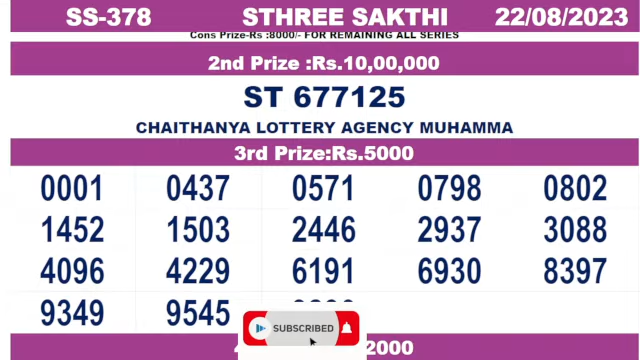 SS-378 STHREE SAKTHI 22/08/2023
Cons Prize-Rs :8000/- FOR REMAINING ALL SERIES
2nd Prize :Rs.10,00,000
ST 677125
CHAITHANYA LOTTERY AGENCY MUHAMMA
3rd Prize:Rs.5000
0001 0437 0571 0798 0802
1452 1503 2446 2937 3088
4096 4229 6191 6930 8397
9349 9545
SUBSCRIBED
2000